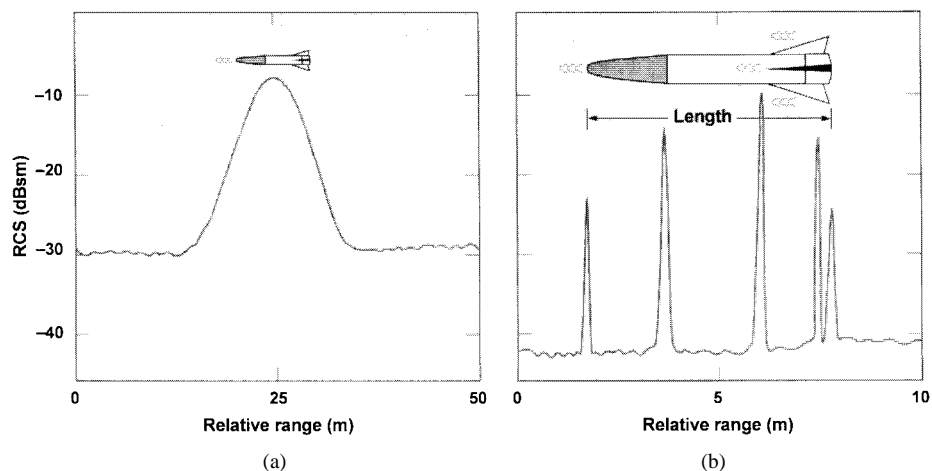 RCS (dBsm)
–10
–20
–30
–40
0
25
50
Relative range (m)
(a)
Length
0
5
10
Relative range (m)
(b)